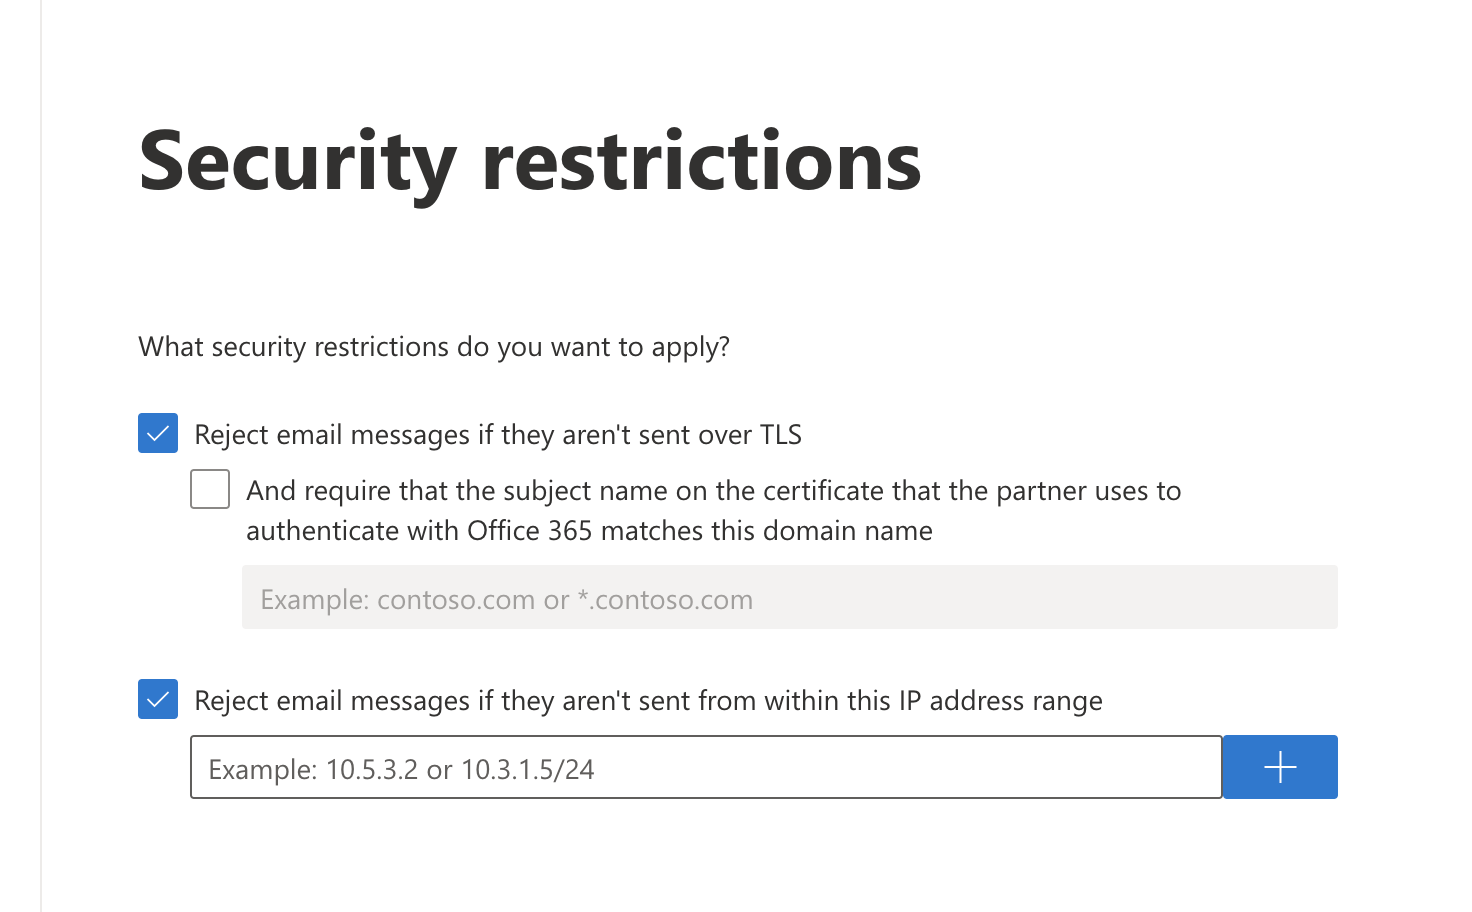 Security restrictions
What security restrictions do you want to apply?
Reject email messages if they aren't sent over TLS
And require that the subject name on the certificate that the partner uses to
authenticate with Office 365 matches this domain name
Example: contoso.com or *.contoso.com
Reject email messages if they aren't sent from within this IP address range
Example: 10.5.3.2 or 10.3.1.5/24